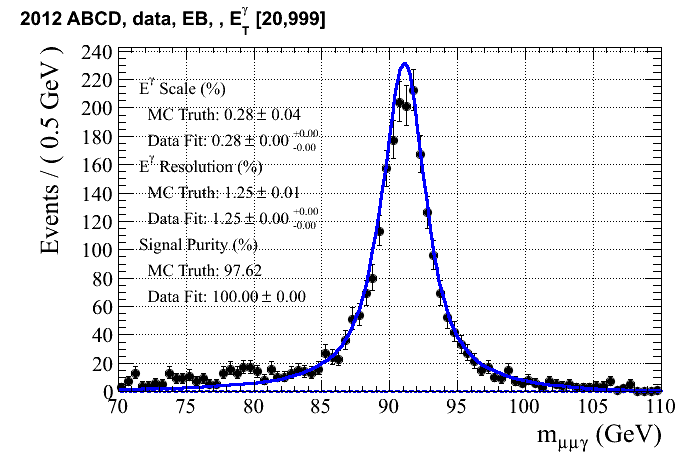 2012 ABCD, data, EB, , E_T^γ [20,999]
Events / ( 0.5 GeV )
240
220
200
180
160
140
120
100
80
60
40
20
0
E^γ Scale (%)
MC Truth: 0.28 ± 0.04
Data Fit: 0.28 ± 0.00 +0.00 -0.00
E^γ Resolution (%)
MC Truth: 1.25 ± 0.01
Data Fit: 1.25 ± 0.00 +0.00 -0.00
Signal Purity (%)
MC Truth: 97.62
Data Fit: 100.00 ± 0.00
70 75 80 85 90 95 100 105 110
m_μμγ (GeV)